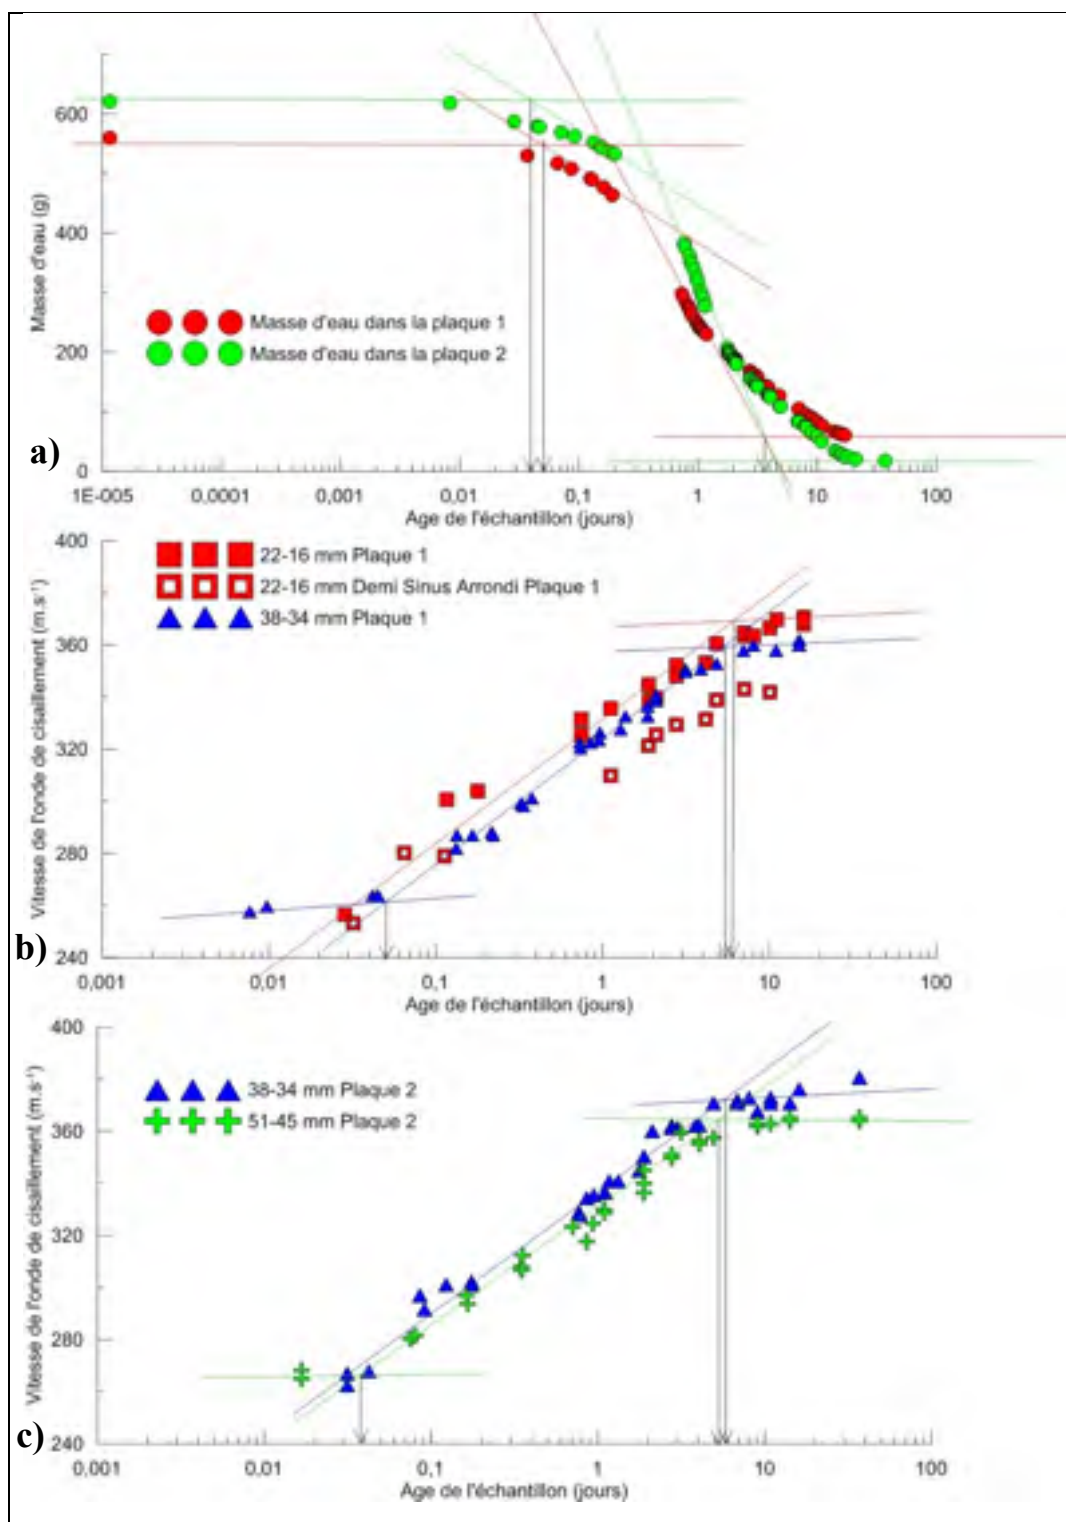 600
400
200
0
Masse d'eau (g)
Masse d'eau dans la plaque 1
Masse d'eau dans la plaque 2
a)
1E-005
0,0001
0,001
0,01
0,1
1
10
100
Age de l'échantillon (jours)
400
360
320
280
240
Vitesse de l'onde de cisaillement (m.s⁻¹)
22-16 mm Plaque 1
22-16 mm Demi Sinus Arrondi Plaque 1
38-34 mm Plaque 1
b)
0,001
0,01
0,1
1
10
100
Age de l'échantillon (jours)
400
360
320
280
240
Vitesse de l'onde de cisaillement (m.s⁻¹)
38-34 mm Plaque 2
51-45 mm Plaque 2
c)
0,001
0,01
0,1
1
10
100
Age de l'échantillon (jours)